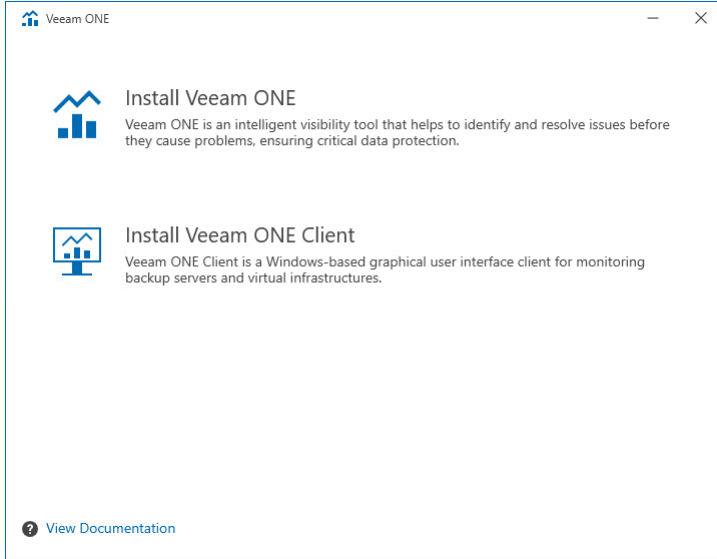 Veeam ONE
Install Veeam ONE
Veeam ONE is an intelligent visibility tool that helps to identify and resolve issues before
they cause problems, ensuring critical data protection.
Install Veeam ONE Client
Veeam ONE Client is a Windows-based graphical user interface client for monitoring
backup servers and virtual infrastructures.
? View Documentation